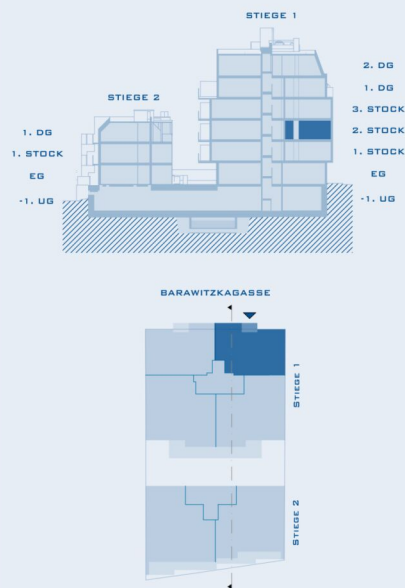 STIEGE 1
2. DG
1. DG
STIEGE 2
3. STOCK
1. DG
2. STOCK
1. STOCK
1. STOCK
EG
EG
-1. UG
-1. UG
BARAWITZKAGASSE
STIEGE 1
STIEGE 2